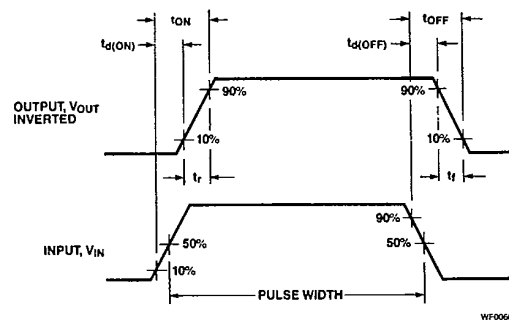 tON
tOFF
td(ON)
td(OFF)
OUTPUT, VOUT
INVERTED
90%
90%
10%
10%
tr
tf
INPUT, VIN
90%
50%
50%
10%
PULSE WIDTH